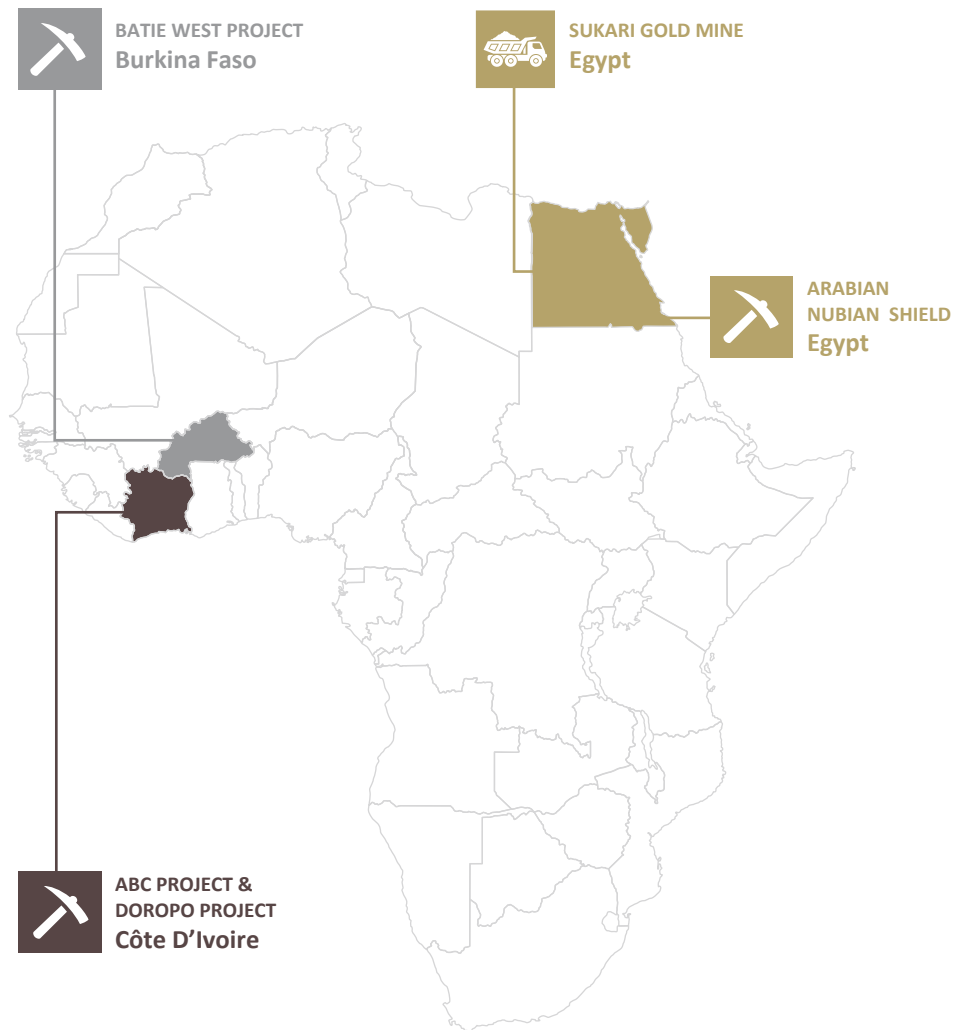 BATIE WEST PROJECT
Burkina Faso
SUKARI GOLD MINE
Egypt
ARABIAN
NUBIAN SHIELD
Egypt
ABC PROJECT &
DOROPO PROJECT
Côte D’Ivoire